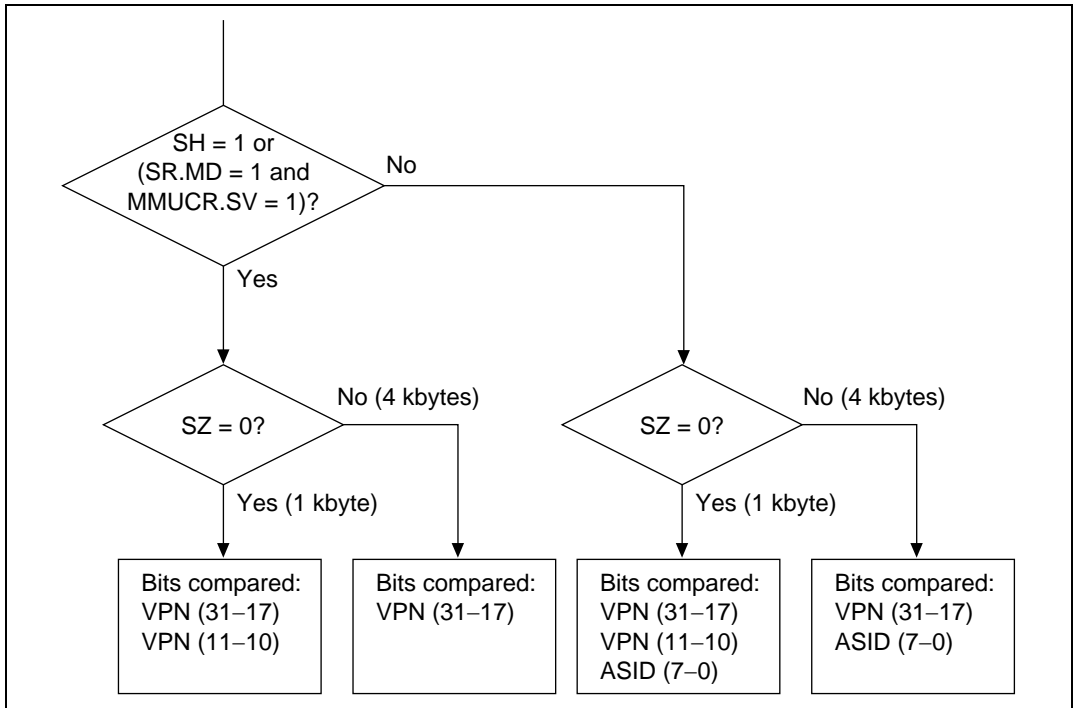 SH = 1 or
(SR.MD = 1 and
MMUCR.SV = 1)?
No
Yes
SZ = 0?
No (4 kbytes)
Yes (1 kbyte)
SZ = 0?
No (4 kbytes)
Yes (1 kbyte)
Bits compared:
VPN (31–17)
VPN (11–10)
Bits compared:
VPN (31–17)
Bits compared:
VPN (31–17)
VPN (11–10)
ASID (7–0)
Bits compared:
VPN (31–17)
ASID (7–0)